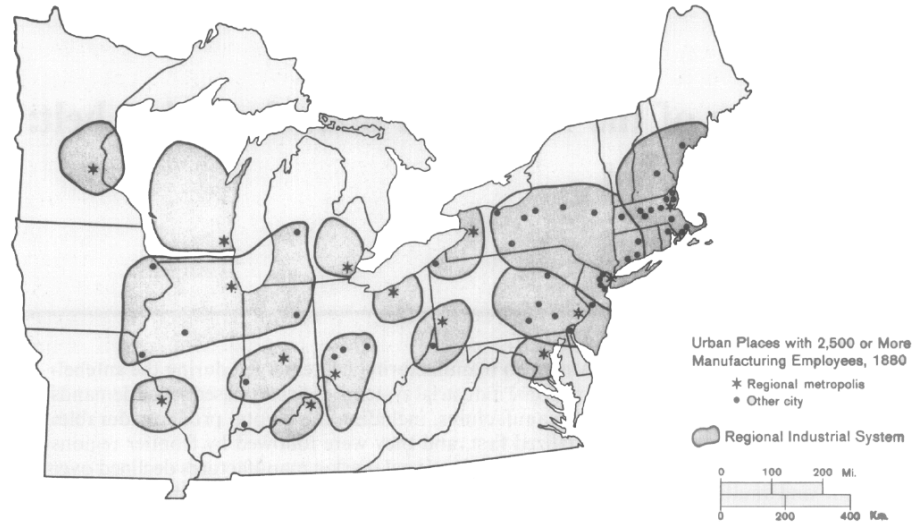 Urban Places with 2,500 or More
Manufacturing Employees, 1880
Regional metropolis
Other city
Regional Industrial System
0 100 200 Mi.
0 200 400 Km.